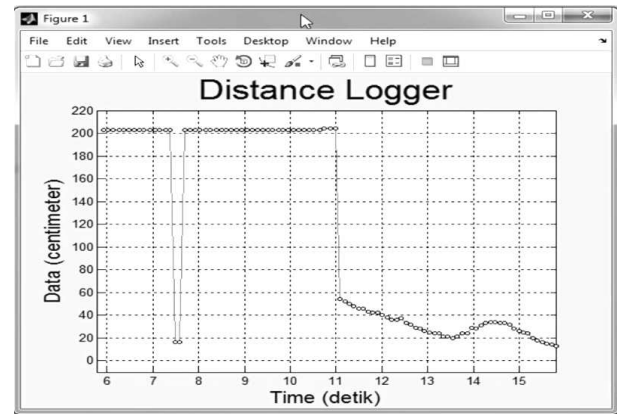 Figure 1
File Edit View Insert Tools Desktop Window Help
Distance Logger
220
200
180
160
140
120
100
80
60
40
20
0
Data (centimeter)
6 7 8 9 10 11 12 13 14 15
Time (detik)